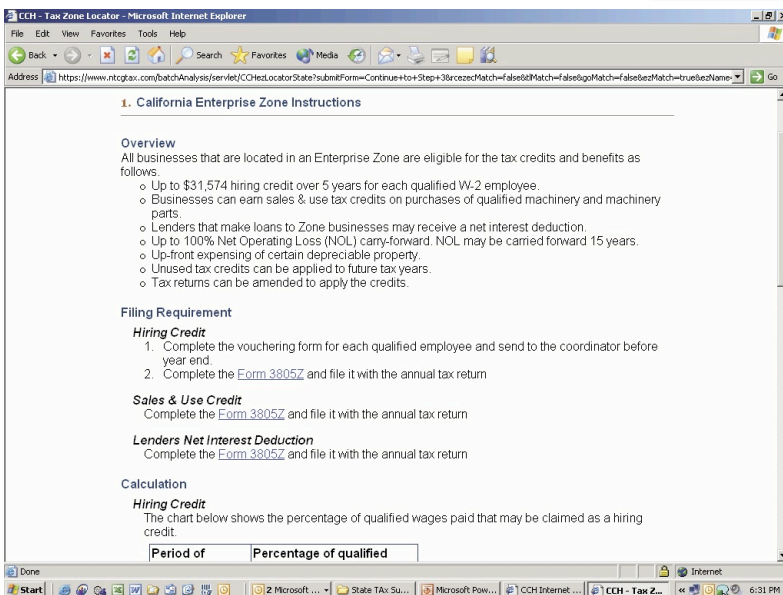 CCH - Tax Zone Locator - Microsoft Internet Explorer
File Edit View Favorites Tools Help
Back Search Favorites Media
Address https://www.ntcgtax.com/batchAnalysis/servlet/CCHezLocatorState?submitForm=Continue+to+Step+3&rcezecMatch=false&tlMatch=false&goMatch=false&ezMatch=true&ezName- Go
1. California Enterprise Zone Instructions
Overview
All businesses that are located in an Enterprise Zone are eligible for the tax credits and benefits as
follows.
o Up to $31,574 hiring credit over 5 years for each qualified W-2 employee.
o Businesses can earn sales & use tax credits on purchases of qualified machinery and machinery
parts.
o Lenders that make loans to Zone businesses may receive a net interest deduction.
o Up to 100% Net Operating Loss (NOL) carry-forward. NOL may be carried forward 15 years.
o Up-front expensing of certain depreciable property.
o Unused tax credits can be applied to future tax years.
o Tax returns can be amended to apply the credits.
Filing Requirement
Hiring Credit
1. Complete the vouchering form for each qualified employee and send to the coordinator before
year end.
2. Complete the Form 3805Z and file it with the annual tax return
Sales & Use Credit
Complete the Form 3805Z and file it with the annual tax return
Lenders Net Interest Deduction
Complete the Form 3805Z and file it with the annual tax return
Calculation
Hiring Credit
The chart below shows the percentage of qualified wages paid that may be claimed as a hiring
credit.
Period of Percentage of qualified
Done Internet
Start 2 Microsoft ... State TAx Su... Microsoft Pow... CCH Internet ... CCH - Tax Z... « 6:31 PM